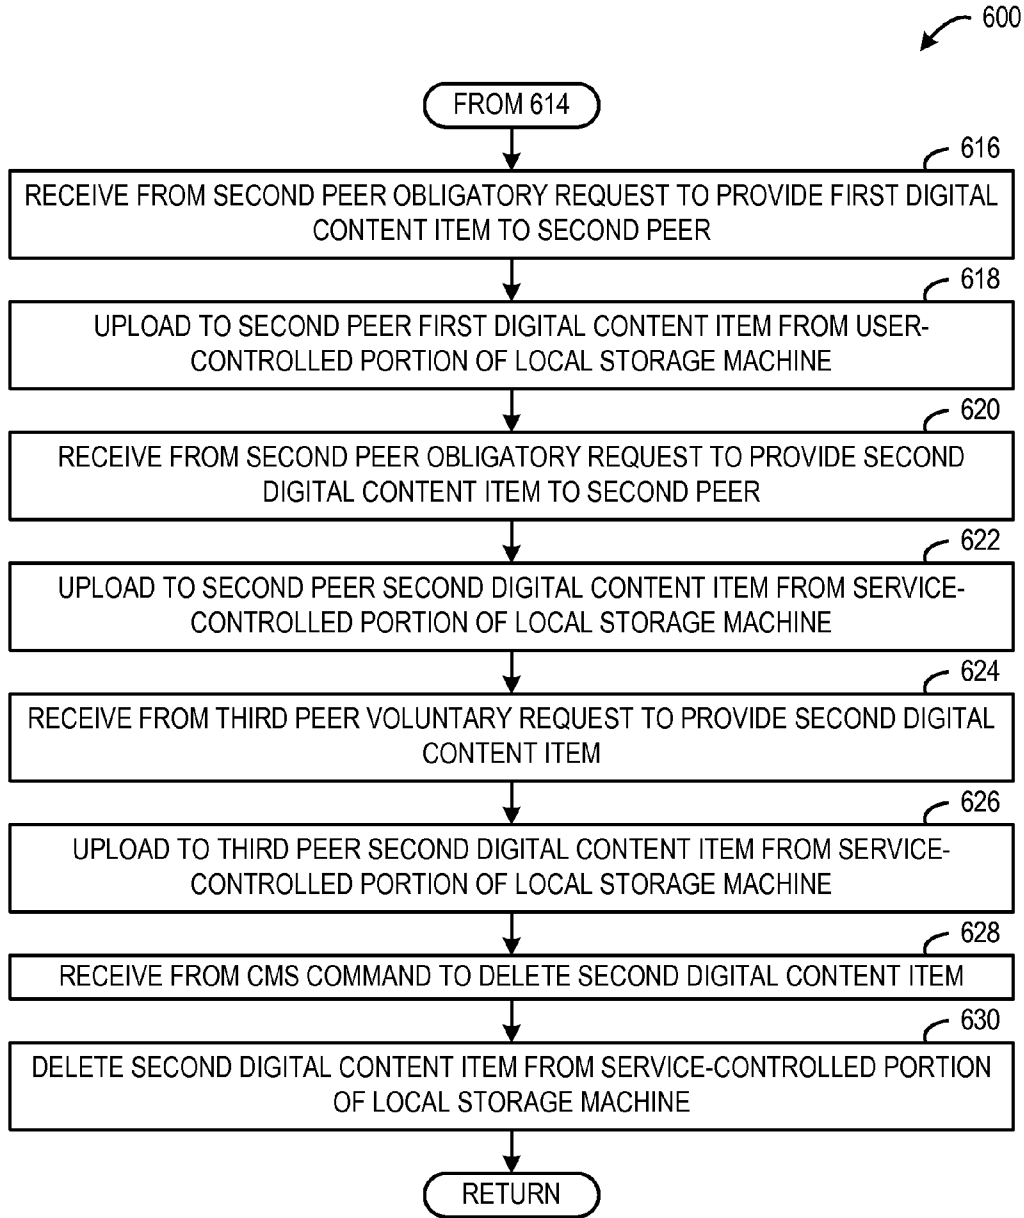 600
FROM 614
616
RECEIVE FROM SECOND PEER OBLIGATORY REQUEST TO PROVIDE FIRST DIGITAL
CONTENT ITEM TO SECOND PEER
618
UPLOAD TO SECOND PEER FIRST DIGITAL CONTENT ITEM FROM USER-
CONTROLLED PORTION OF LOCAL STORAGE MACHINE
620
RECEIVE FROM SECOND PEER OBLIGATORY REQUEST TO PROVIDE SECOND
DIGITAL CONTENT ITEM TO SECOND PEER
622
UPLOAD TO SECOND PEER SECOND DIGITAL CONTENT ITEM FROM SERVICE-
CONTROLLED PORTION OF LOCAL STORAGE MACHINE
624
RECEIVE FROM THIRD PEER VOLUNTARY REQUEST TO PROVIDE SECOND DIGITAL
CONTENT ITEM
626
UPLOAD TO THIRD PEER SECOND DIGITAL CONTENT ITEM FROM SERVICE-
CONTROLLED PORTION OF LOCAL STORAGE MACHINE
628
RECEIVE FROM CMS COMMAND TO DELETE SECOND DIGITAL CONTENT ITEM
630
DELETE SECOND DIGITAL CONTENT ITEM FROM SERVICE-CONTROLLED PORTION
OF LOCAL STORAGE MACHINE
RETURN